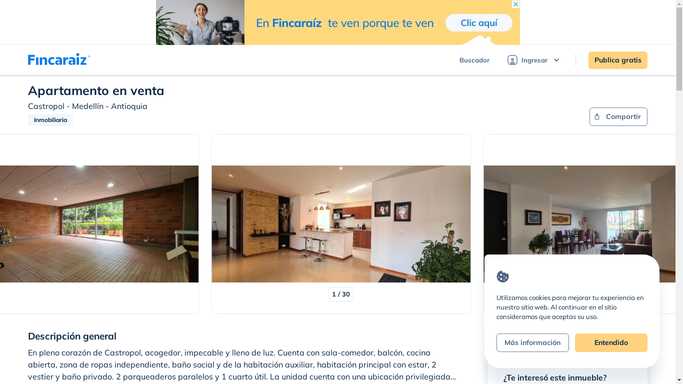 En Fincaraíz te ven porque te ven
Clic aquí
Fincaraiz
Buscador
Ingresar
Publica gratis
Apartamento en venta
Castropol - Medellín - Antioquia
Inmobiliaria
Compartir
1 / 30
Utilizamos cookies para mejorar tu experiencia en
nuestro sitio web. Al continuar en el sitio
consideramos que aceptas su uso.
Más información
Entendido
Descripción general
En pleno corazón de Castropol, acogedor, impecable y lleno de luz. Cuenta con sala-comedor, balcón, cocina
abierta, zona de ropas independiente, baño social y de la habitación auxiliar, habitación principal con estar, 2
vestier y baño privado. 2 parqueaderos paralelos y 1 cuarto útil. La unidad cuenta con una ubicación privilegiada...
¿Te interesó este inmueble?